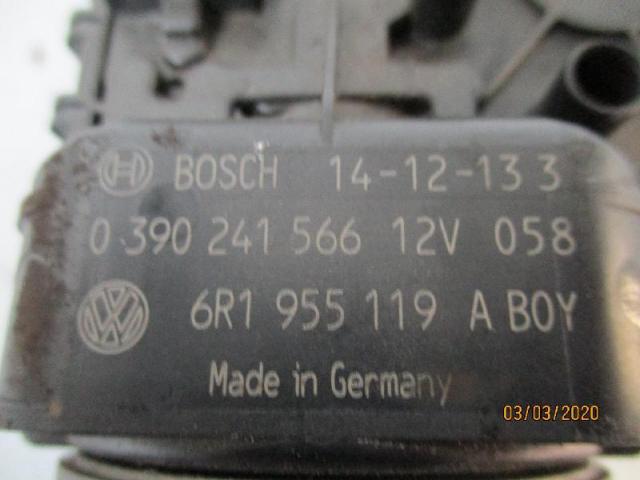 BOSCH 14-12-13 3
0 390 241 566 12V 058
6R1 955 119 A BOY
Made in Germany
03/03/2020